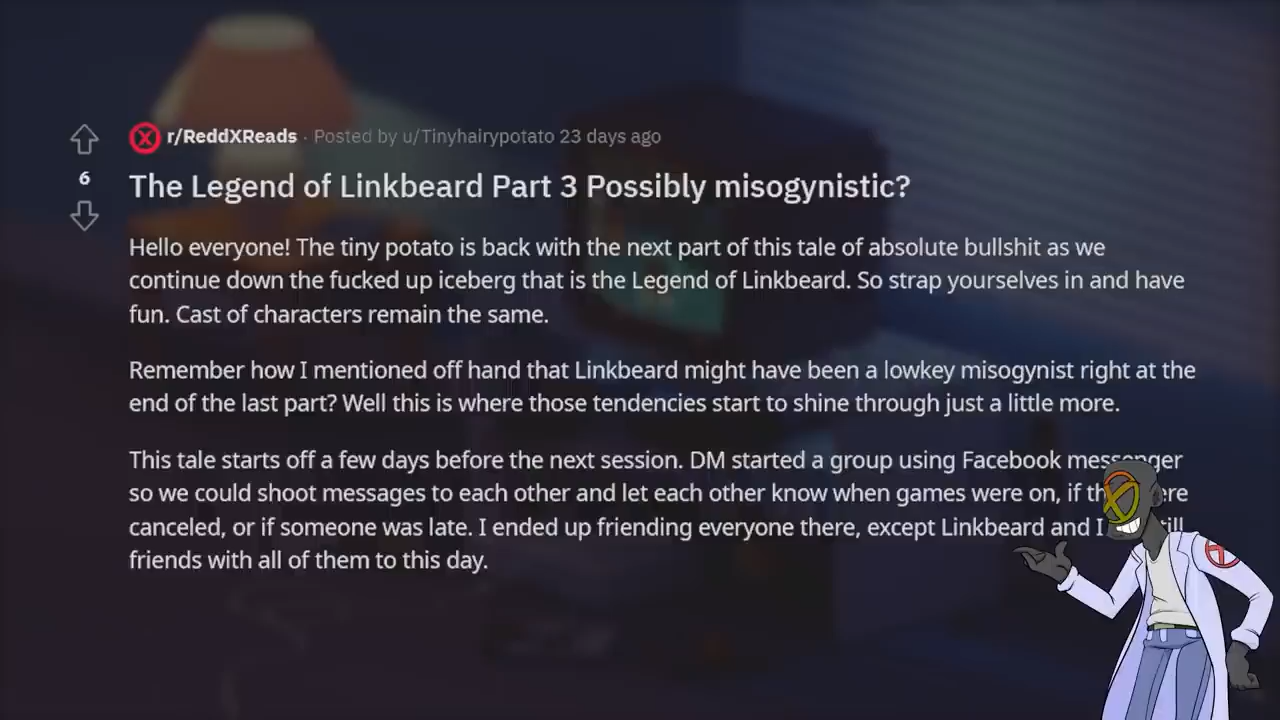 r/ReddXReads · Posted by u/Tinyhairypotato 23 days ago
6
The Legend of Linkbeard Part 3 Possibly misogynistic?
Hello everyone! The tiny potato is back with the next part of this tale of absolute bullshit as we
continue down the fucked up iceberg that is the Legend of Linkbeard. So strap yourselves in and have
fun. Cast of characters remain the same.
Remember how I mentioned off hand that Linkbeard might have been a lowkey misogynist right at the
end of the last part? Well this is where those tendencies start to shine through just a little more.
This tale starts off a few days before the next session. DM started a group using Facebook messenger
so we could shoot messages to each other and let each other know when games were on, if
canceled, or if someone was late. I ended up friending everyone there, except Linkbeard and I
friends with all of them to this day.